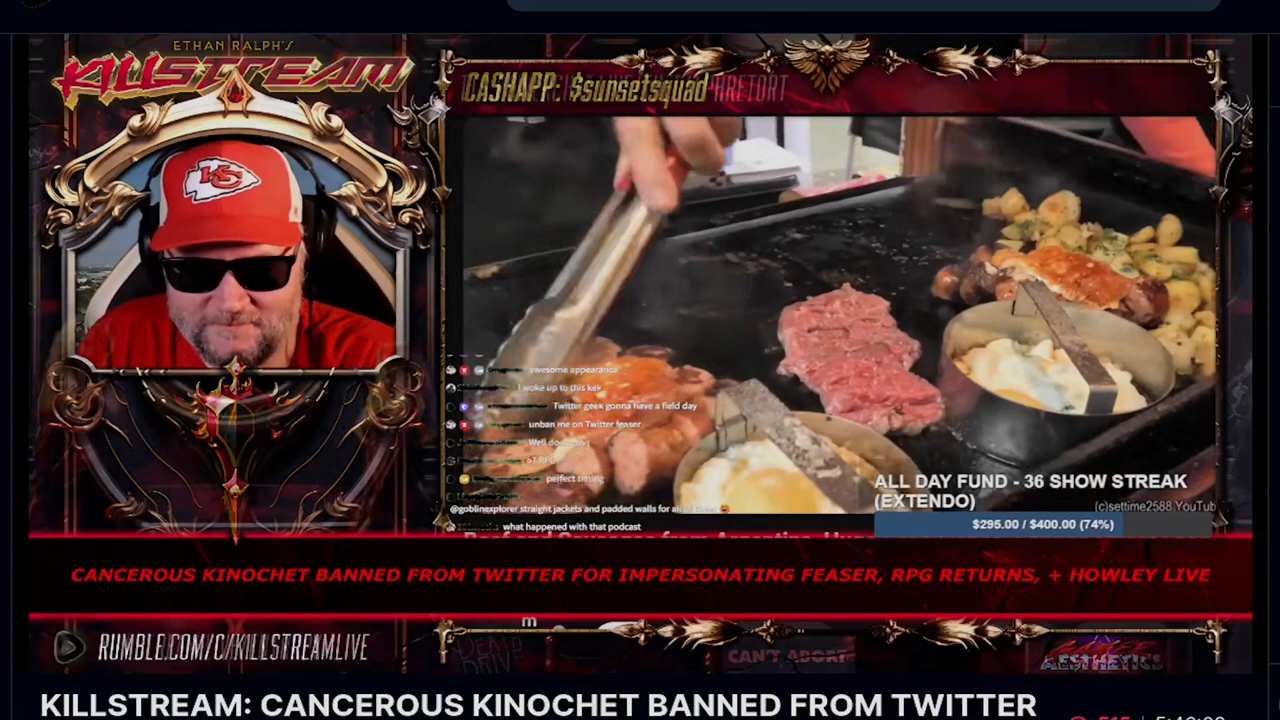 ETHAN RALPH'S
KILLSTREAM
CASHAPP: $sunsetsquad
RETORT
awesome appearance
I woke up to this kek
Twitter geek gonna have a field day
unban me on Twitter feaser
perfect timing
@goblinexplorer straight jackets and padded walls for
what happened with that podcast
ALL DAY FUND - 36 SHOW STREAK
(EXTENDO)
(c)settime2588 YouTub
$295.00 / $400.00 (74%)
CANCEROUS KINOCHET BANNED FROM TWITTER FOR IMPERSONATING FEASER, RPG RETURNS, + HOWLEY LIVE
m
RUMBLE.COM/C/KILLSTREAMLIVE
CAN'T ABORT
AESTHETICS
KILLSTREAM: CANCEROUS KINOCHET BANNED FROM TWITTER